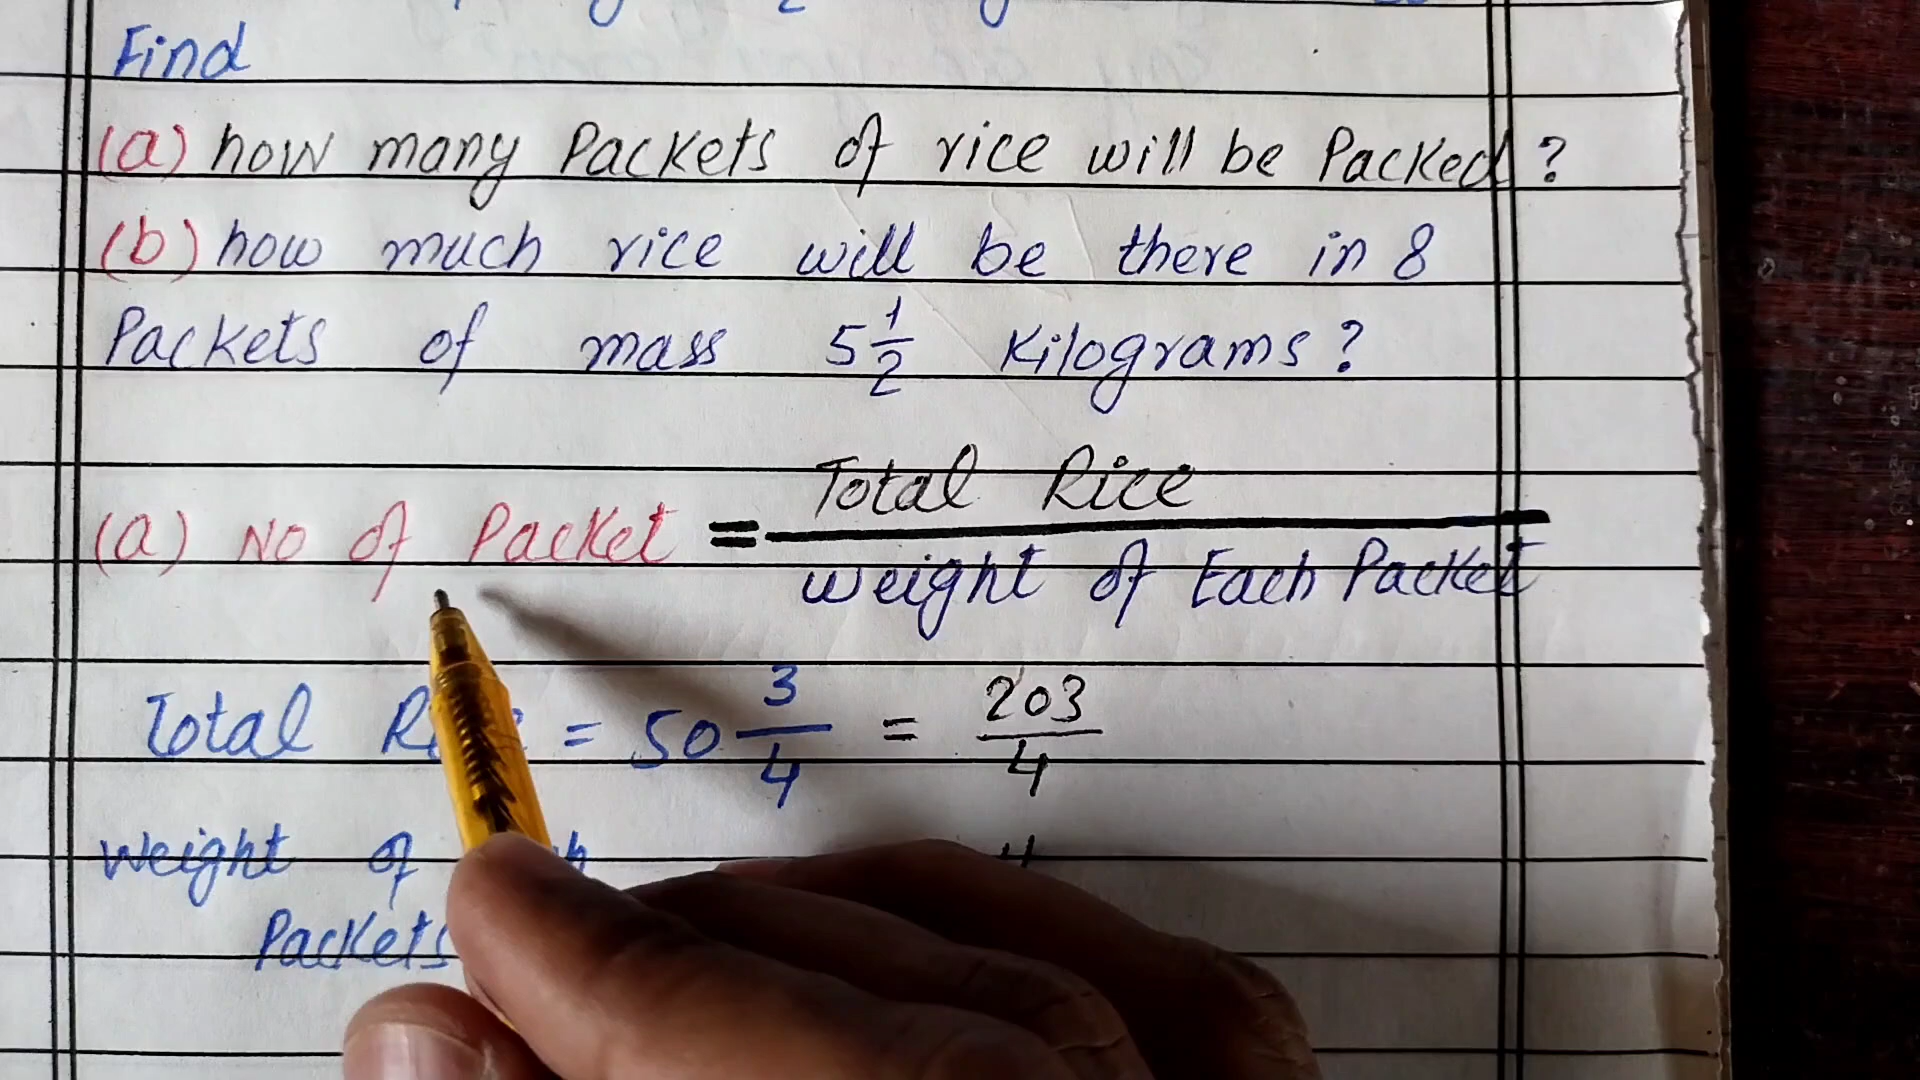 Find
(a) how many Packets of rice will be Packed ?
(b) how much rice will be there in 8
Packets of mass 5 1/2 Kilograms ?
(a) No of Packet = Total Rice / weight of Each Packet
Total = 50 3/4 = 203/4
Weight of
Packets